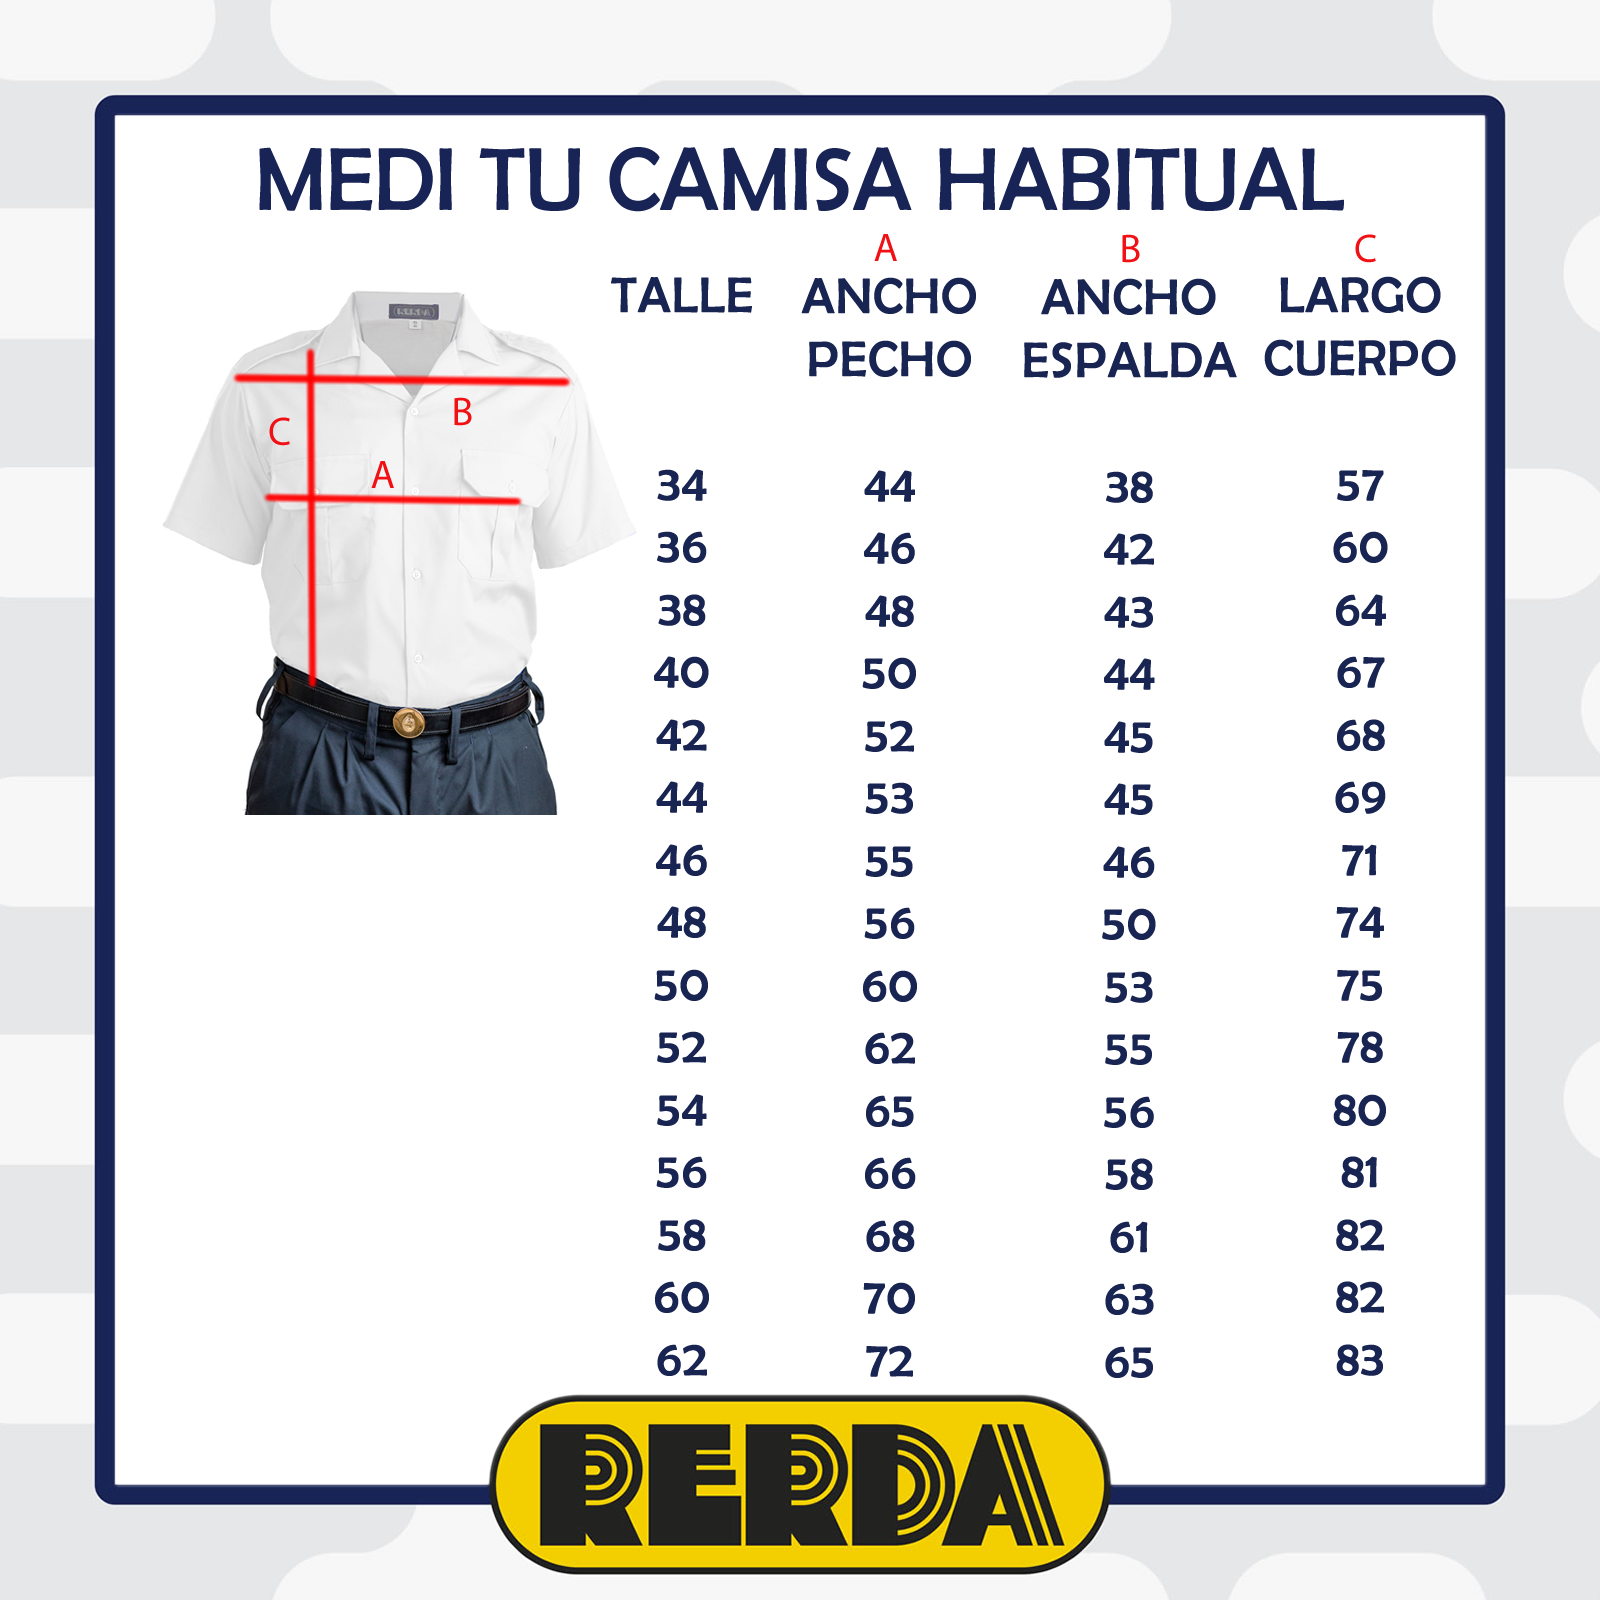 MEDI TU CAMISA HABITUAL
A B C
TALLE ANCHO PECHO ANCHO ESPALDA LARGO CUERPO
RERDA
B
C
A
34 44 38 57
36 46 42 60
38 48 43 64
40 50 44 67
42 52 45 68
44 53 45 69
46 55 46 71
48 56 50 74
50 60 53 75
52 62 55 78
54 65 56 80
56 66 58 81
58 68 61 82
60 70 63 82
62 72 65 83
RERDA